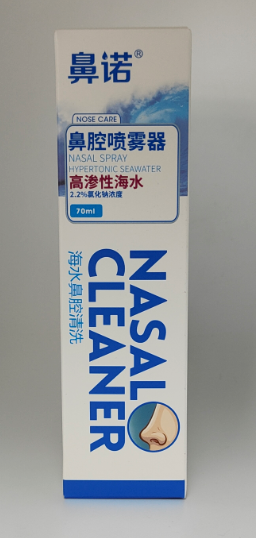 鼻诺®
NOSE CARE
鼻腔喷雾器
NASAL SPRAY
HYPERTONIC SEAWATER
高渗性海水
2.2%氯化钠浓度
70ml
NASAL
CLEANER
海水鼻腔清洗